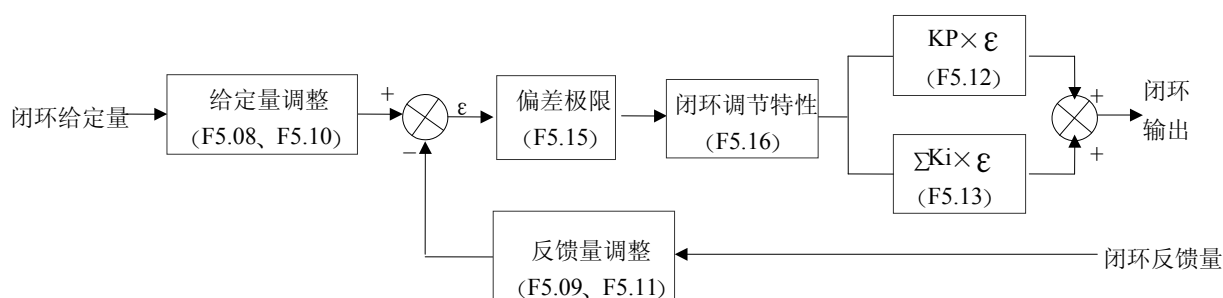 闭环给定量
给定量调整
(F5.08、F5.10)
+
−
ε
偏差极限
(F5.15)
闭环调节特性
(F5.16)
KP×ε
(F5.12)
∑Ki×ε
(F5.13)
+
+
闭环
输出
反馈量调整
(F5.09、F5.11)
闭环反馈量